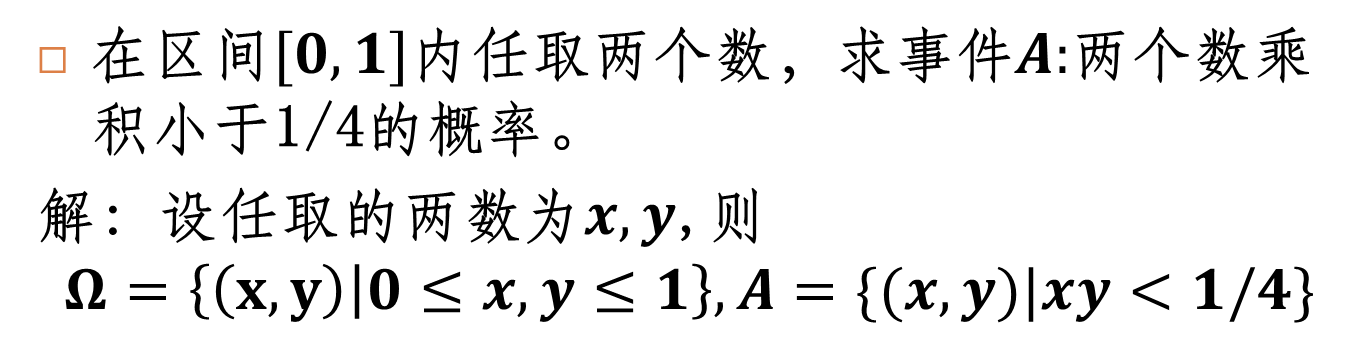 □ 在区间[0,1]内任取两个数，求事件A:两个数乘
积小于1/4的概率。
解：设任取的两数为x,y,则
Ω = {(x,y)|0 ≤ x,y ≤ 1},A = {(x,y)|xy < 1/4}